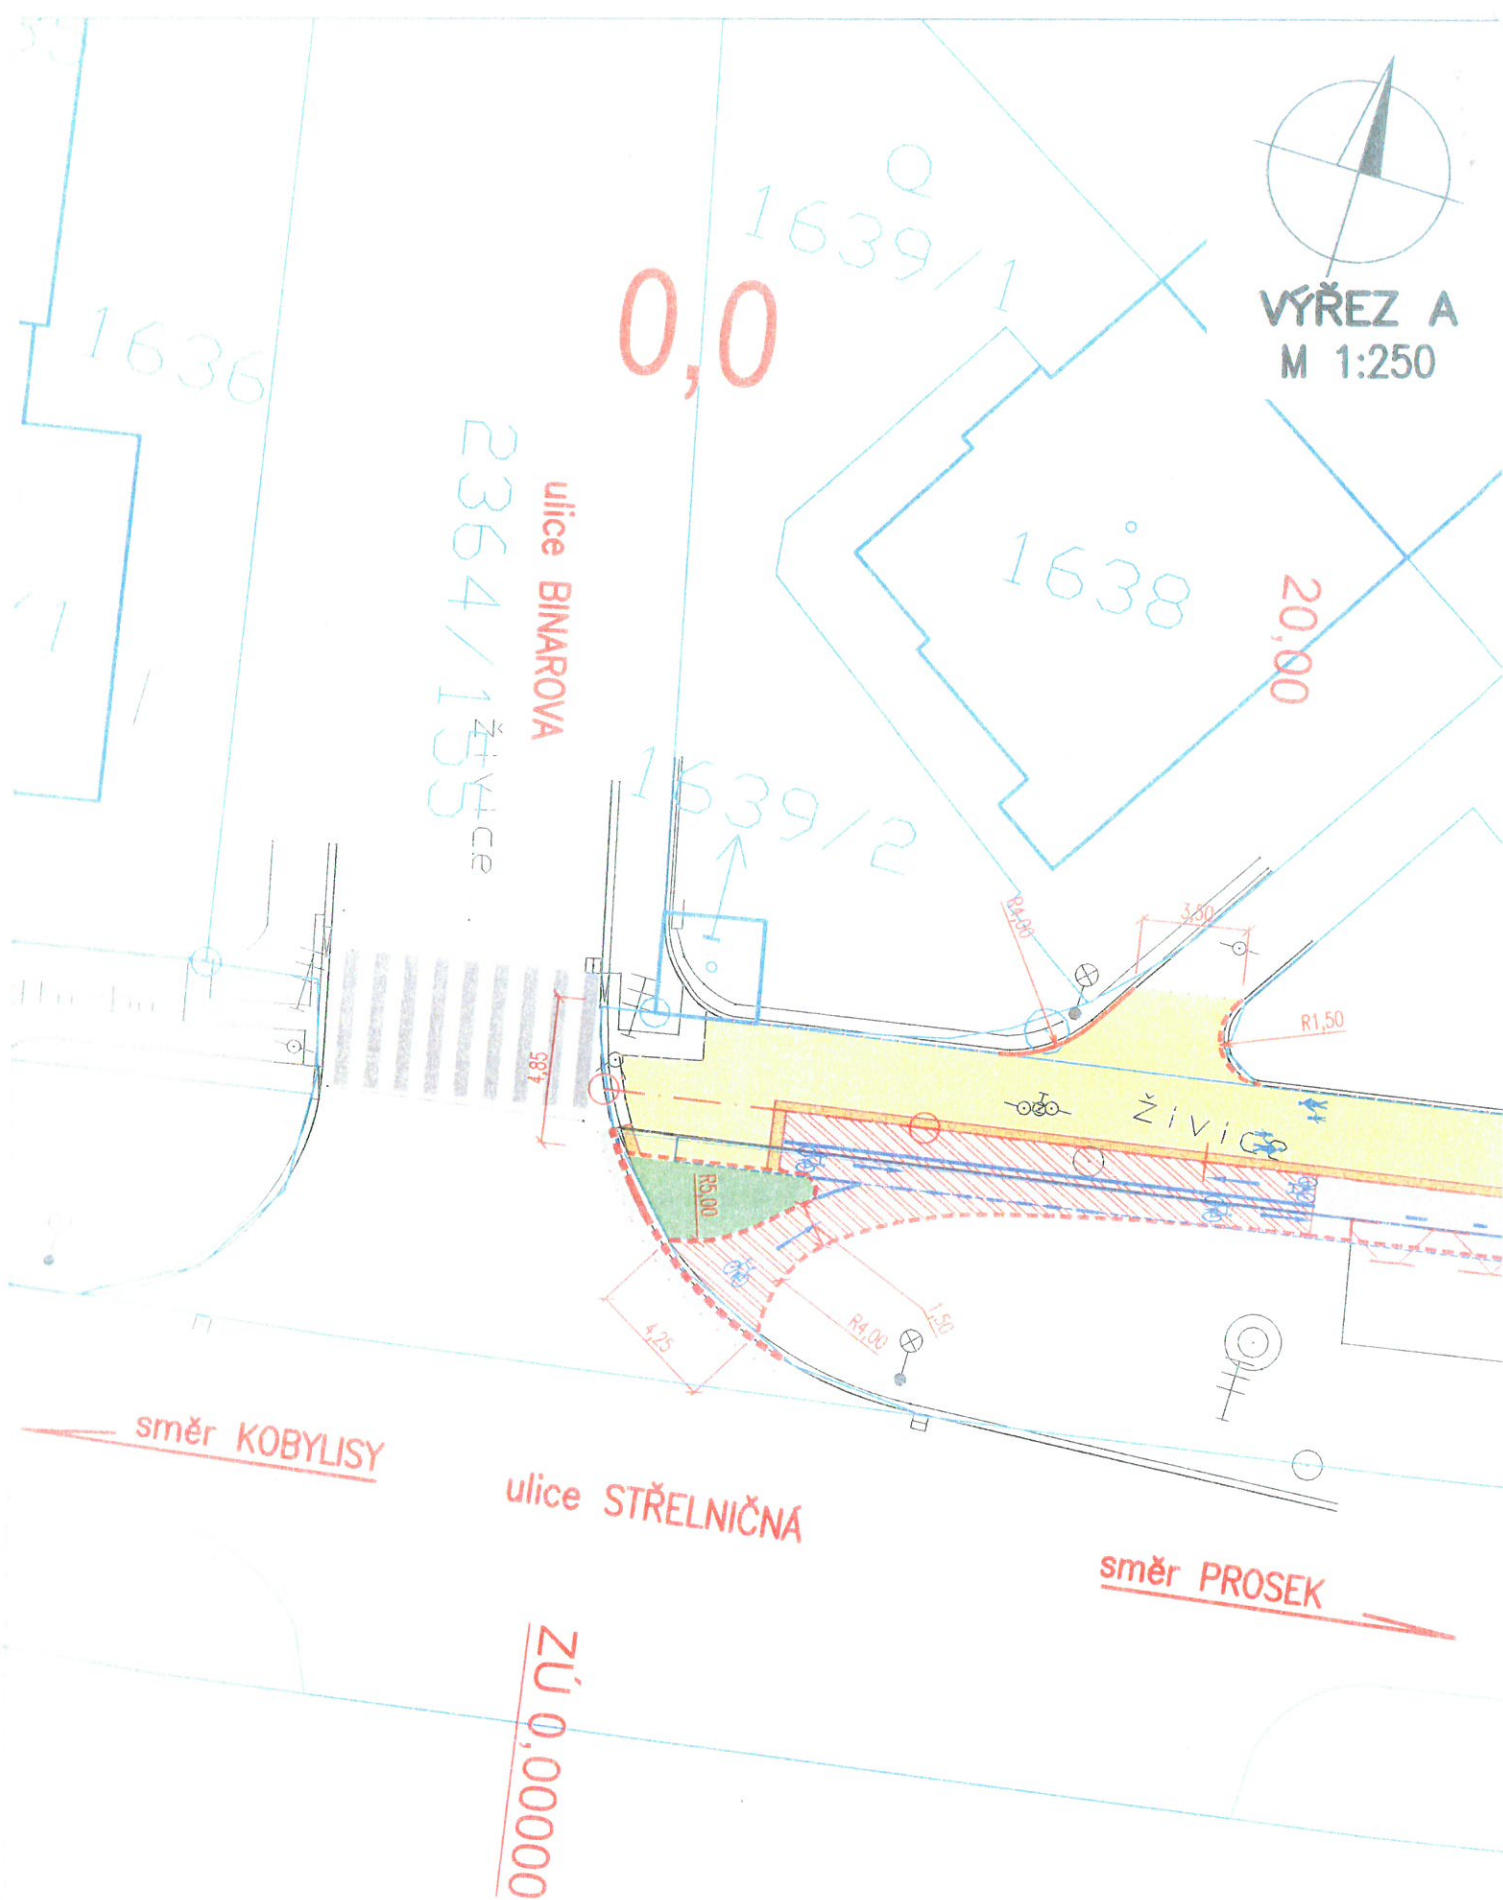 VÝŘEZ A
M 1:250
1639/1
0,0
1636
2364/155
ulice BINAROVA
živice
1638
20,00
1639/2
R4,00
3,50
R1,50
4,85
Živice
R5,00
4,25
R4,00
1,50
směr KOBYLISY
ulice STŘELNIČNÁ
směr PROSEK
ZÚ 0,00000